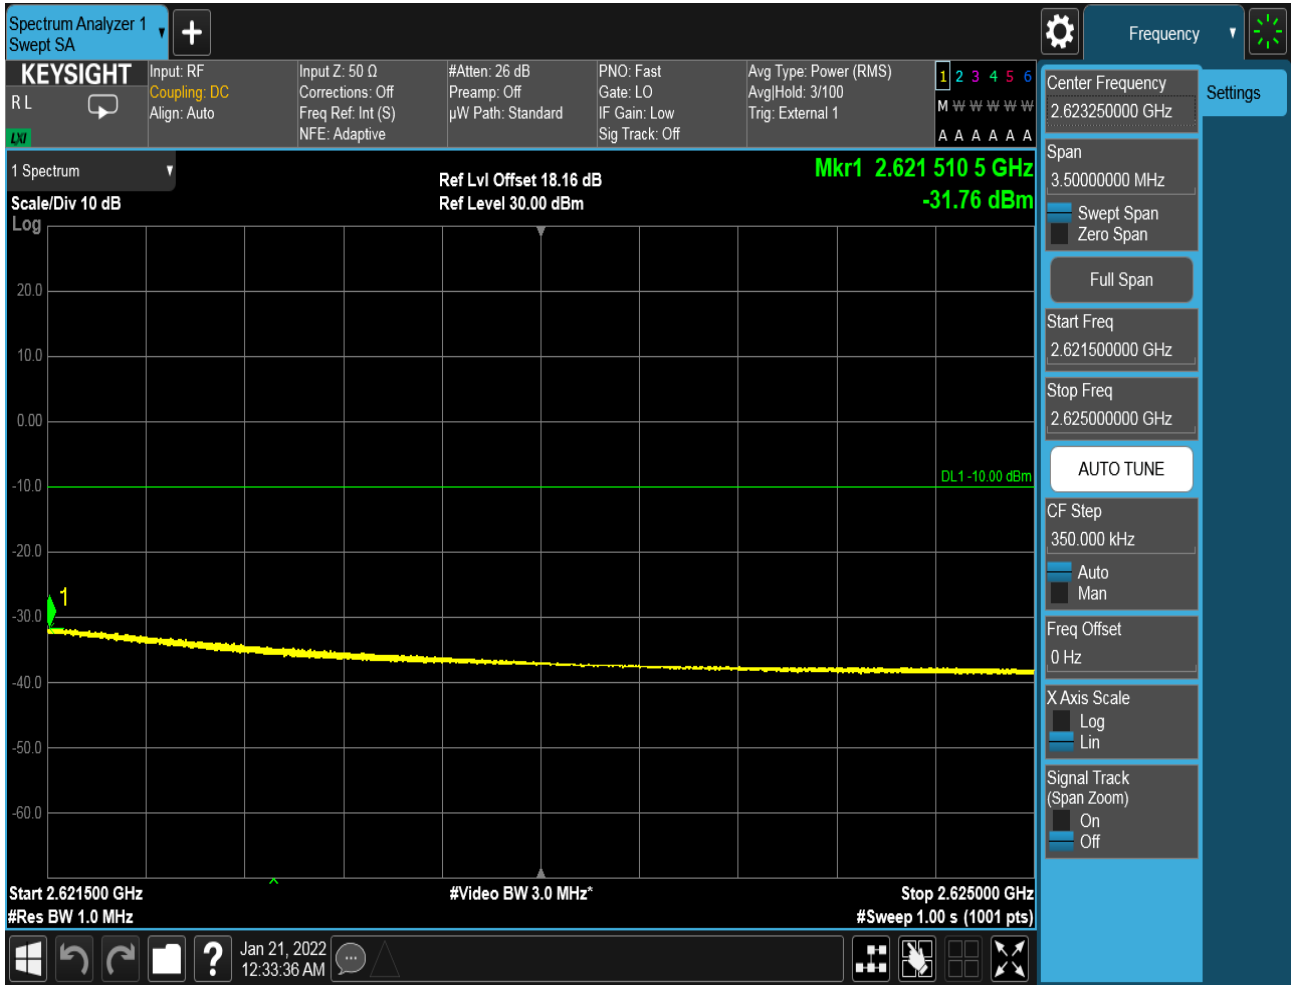 Spectrum Analyzer 1
Swept SA
Frequency
KEYSIGHT
R L
LXI
Input: RF
Coupling: DC
Align: Auto
Input Z: 50 Ω
Corrections: Off
Freq Ref: Int (S)
NFE: Adaptive
#Atten: 26 dB
Preamp: Off
µW Path: Standard
PNO: Fast
Gate: LO
IF Gain: Low
Sig Track: Off
Avg Type: Power (RMS)
Avg|Hold: 3/100
Trig: External 1
1 2 3 4 5 6
M W W W W W
A A A A A A
1 Spectrum
Scale/Div 10 dB
Log
Ref Lvl Offset 18.16 dB
Ref Level 30.00 dBm
Mkr1 2.621 510 5 GHz
-31.76 dBm
20.0
10.0
0.00
-10.0
-20.0
-30.0
-40.0
-50.0
-60.0
DL1 -10.00 dBm
1
Start 2.621500 GHz
#Res BW 1.0 MHz
#Video BW 3.0 MHz*
Stop 2.625000 GHz
#Sweep 1.00 s (1001 pts)
Center Frequency
2.623250000 GHz
Settings
Span
3.50000000 MHz
Swept Span
Zero Span
Full Span
Start Freq
2.621500000 GHz
Stop Freq
2.625000000 GHz
AUTO TUNE
CF Step
350.000 kHz
Auto
Man
Freq Offset
0 Hz
X Axis Scale
Log
Lin
Signal Track
(Span Zoom)
On
Off
?
Jan 21, 2022
12:33:36 AM